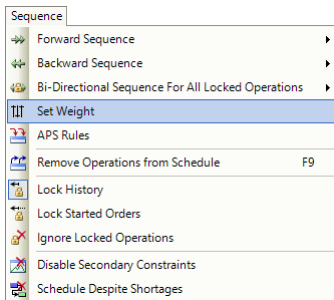 Sequence
Forward Sequence
Backward Sequence
Bi-Directional Sequence For All Locked Operations
Set Weight
APS Rules
Remove Operations from Schedule F9
Lock History
Lock Started Orders
Ignore Locked Operations
Disable Secondary Constraints
Schedule Despite Shortages